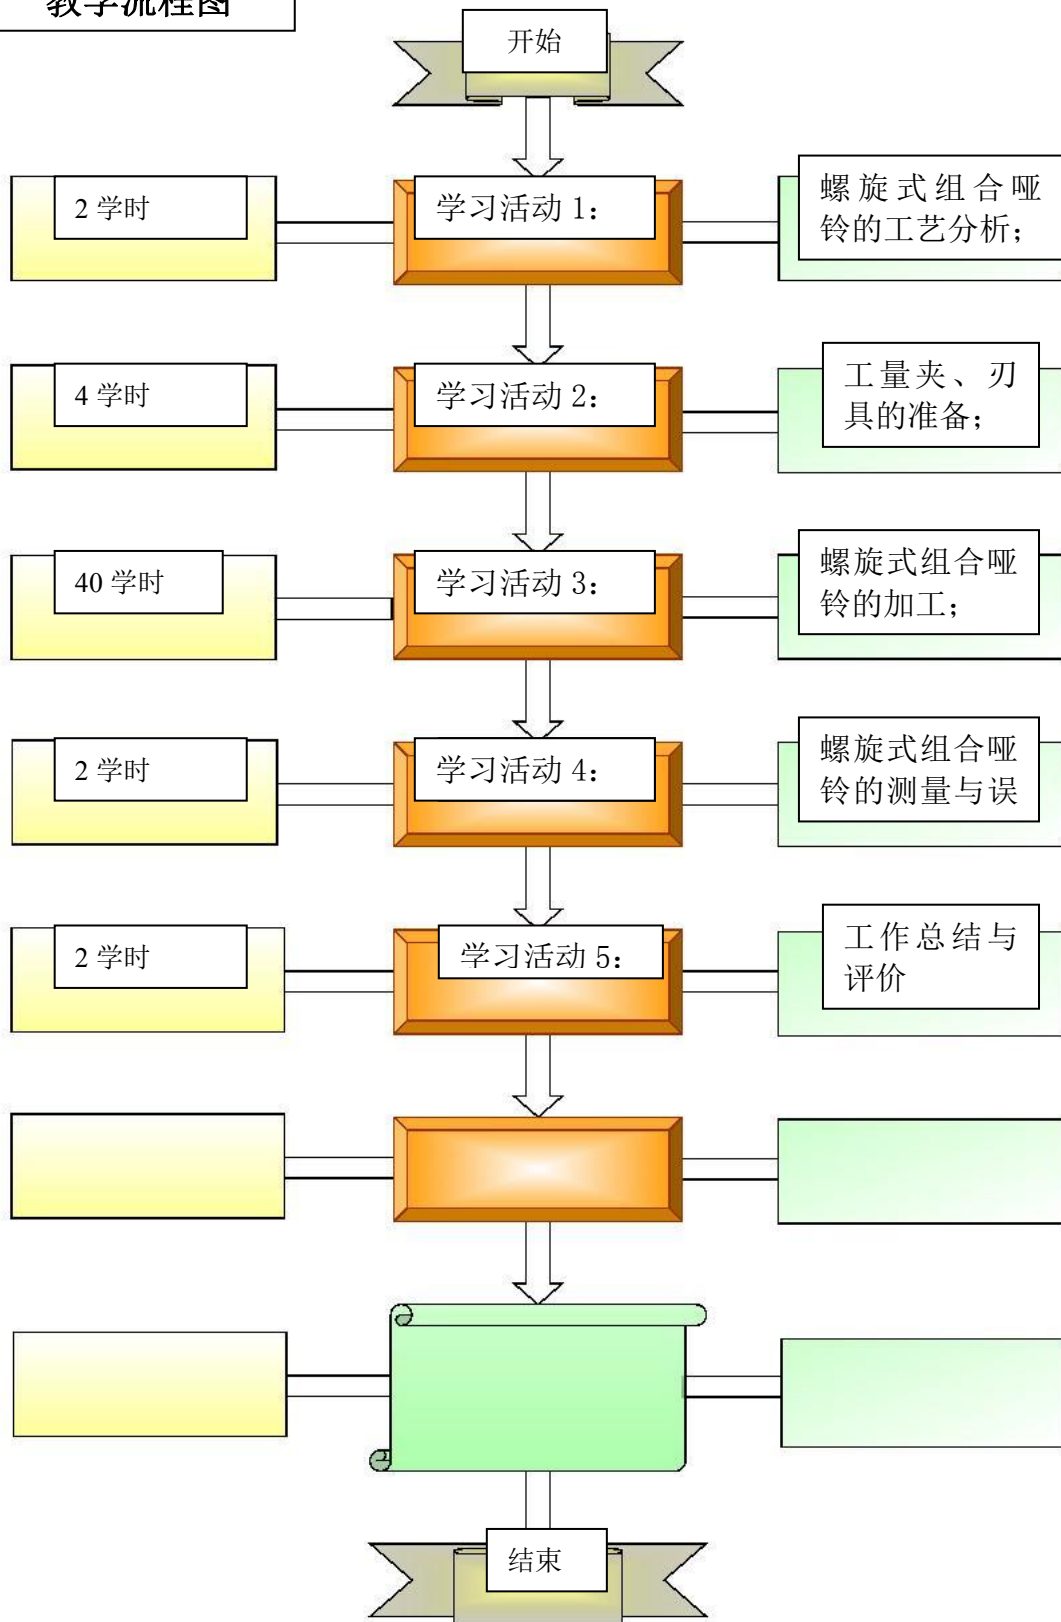 教学流程图
开始
2 学时
学习活动 1：
螺旋式组合哑
铃的工艺分析；
4 学时
学习活动 2：
工量夹、刃
具的准备；
40 学时
学习活动 3：
螺旋式组合哑
铃的加工；
2 学时
学习活动 4：
螺旋式组合哑
铃的测量与误
2 学时
学习活动 5：
工作总结与
评价
结束